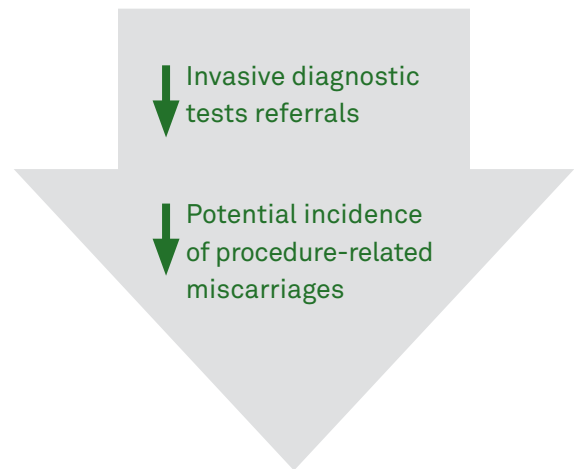 Invasive diagnostic
tests referrals
Potential incidence
of procedure-related
miscarriages